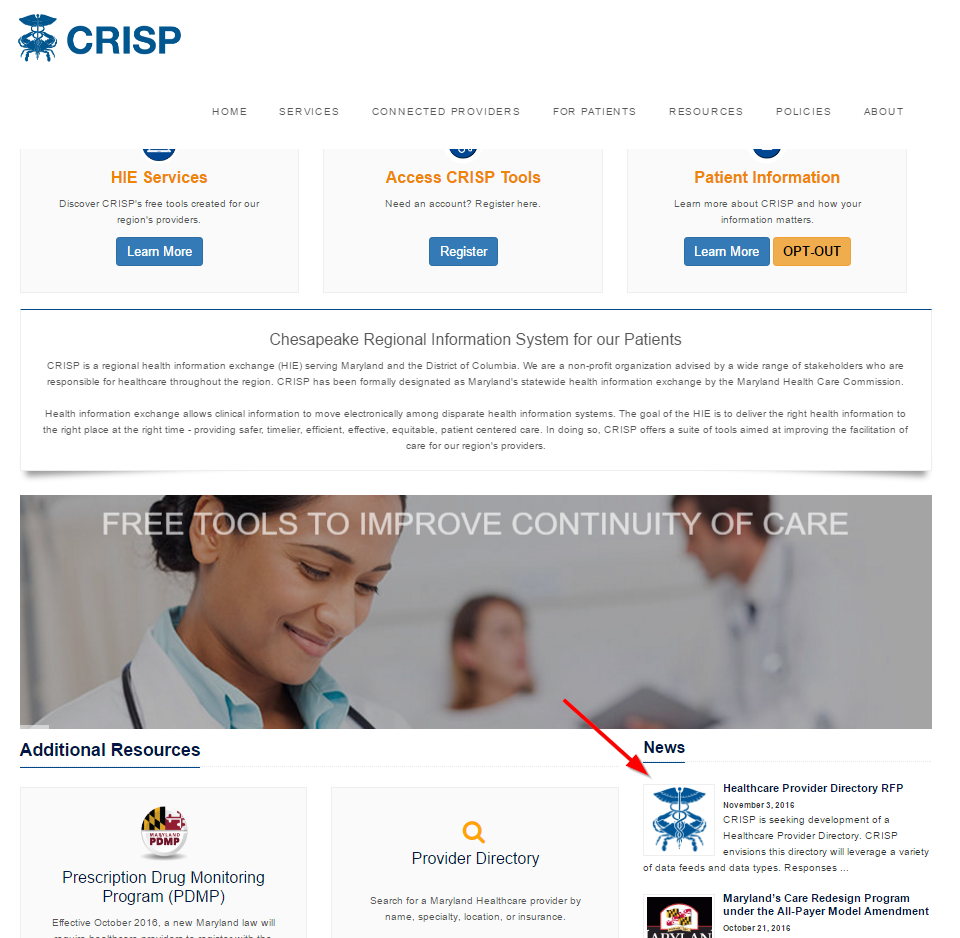 CRISP
HOME SERVICES CONNECTED PROVIDERS FOR PATIENTS RESOURCES POLICIES ABOUT
HIE Services
Discover CRISP's free tools created for our
region's providers.
Learn More
Access CRISP Tools
Need an account? Register here.
Register
Patient Information
Learn more about CRISP and how your
information matters.
Learn More OPT-OUT
Chesapeake Regional Information System for our Patients
CRISP is a regional health information exchange (HIE) serving Maryland and the District of Columbia. We are a non-profit organization advised by a wide range of stakeholders who are
responsible for healthcare throughout the region. CRISP has been formally designated as Maryland's statewide health information exchange by the Maryland Health Care Commission.
Health information exchange allows clinical information to move electronically among disparate health information systems. The goal of the HIE is to deliver the right health information to
the right place at the right time - providing safer, timelier, efficient, effective, equitable, patient centered care. In doing so, CRISP offers a suite of tools aimed at improving the facilitation of
care for our region's providers.
FREE TOOLS TO IMPROVE CONTINUITY OF CARE
Additional Resources
MARYLAND
PDMP
Prescription Drug Monitoring
Program (PDMP)
Effective October 2016, a new Maryland law will
require healthcare providers to register with the
Provider Directory
Search for a Maryland Healthcare provider by
name, specialty, location, or insurance.
News
Healthcare Provider Directory RFP
November 3, 2016
CRISP is seeking development of a
Healthcare Provider Directory. CRISP
envisions this directory will leverage a variety
of data feeds and data types. Responses ...
Maryland’s Care Redesign Program
under the All-Payer Model Amendment
October 21, 2016
MARYLAND